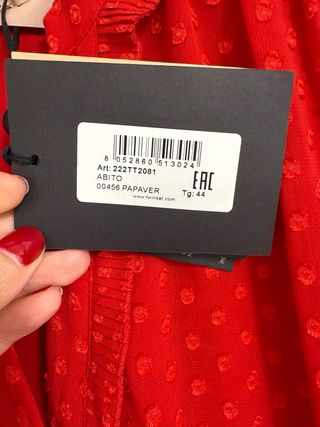 8 052860 513024
Art: 222TT2081
ABITO
00456 PAPAVER
EAC
Tg: 44
www.twinset.com